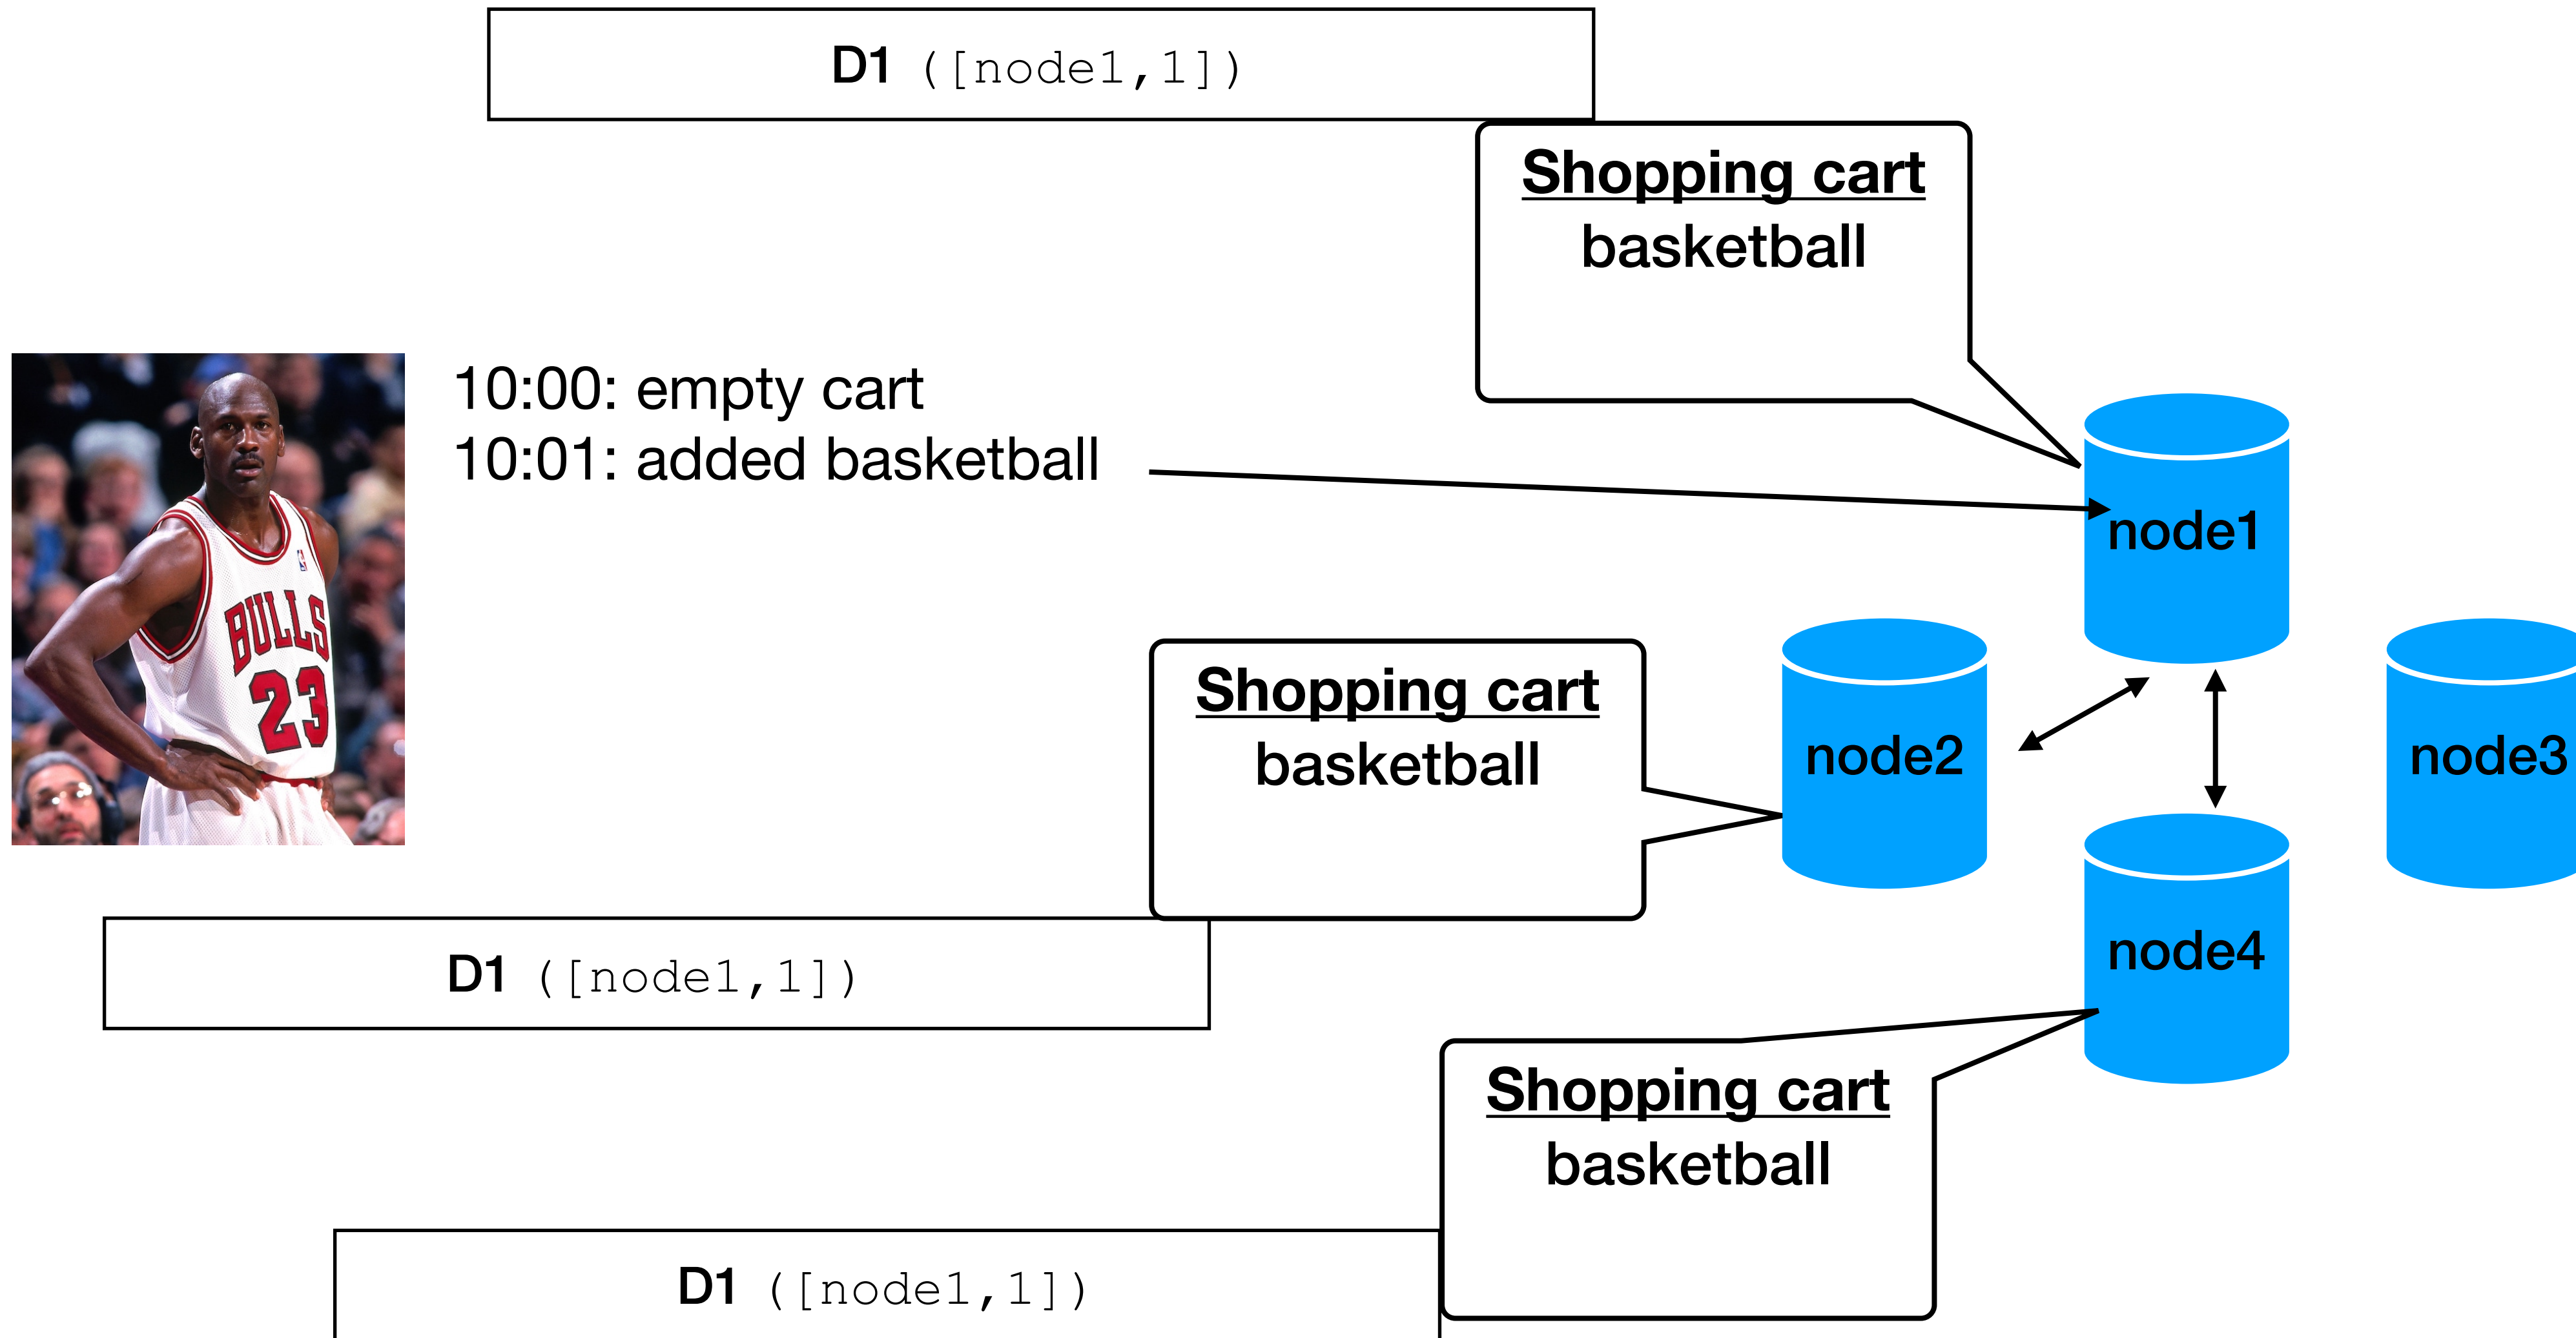 D1 ([node1,1])
Shopping cart
basketball
10:00: empty cart
10:01: added basketball
node1
BULLS
23
Shopping cart
basketball
node2
node3
D1 ([node1,1])
node4
Shopping cart
basketball
D1 ([node1,1])